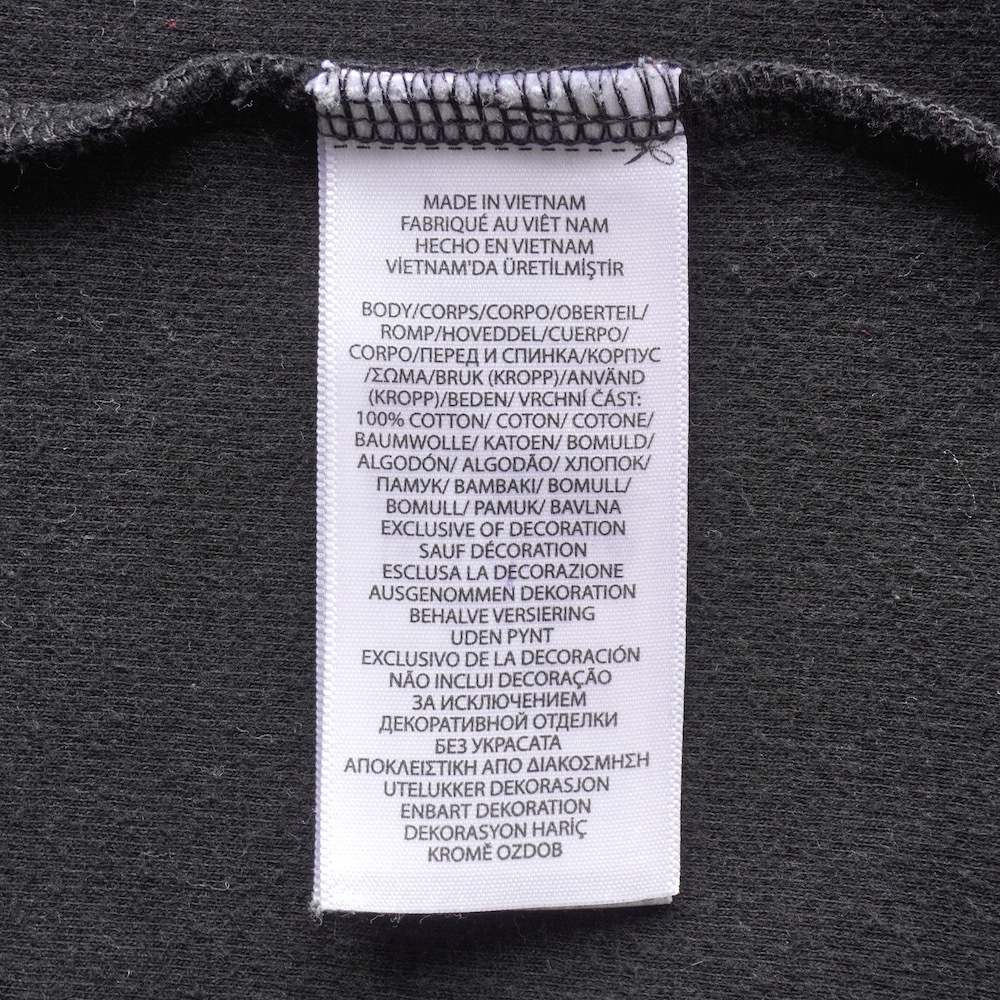 MADE IN VIETNAM
FABRIQUÉ AU VIÊT NAM
HECHO EN VIETNAM
VİETNAM'DA ÜRETİLMİŞTİR
BODY/CORPS/CORPO/OBERTEIL/
ROMP/HOVEDDEL/CUERPO/
CORPO/ПЕРЕД И СПИНКА/КОРПУС
/ΣΩΜΑ/BRUK (KROPP)/ANVÄND
(KROPP)/BEDEN/ VRCHNÍ ČÁST:
100% COTTON/ COTON/ COTONE/
BAUMWOLLE/ KATOEN/ BOMULD/
ALGODÓN/ ALGODÃO/ ХЛОПОК/
ПАМУК/ BAMBAKI/ BOMULL/
BOMULL/ PAMUK/ BAVLNA
EXCLUSIVE OF DECORATION
SAUF DÉCORATION
ESCLUSA LA DECORAZIONE
AUSGENOMMEN DEKORATION
BEHALVE VERSIERING
UDEN PYNT
EXCLUSIVO DE LA DECORACIÓN
NÃO INCLUI DECORAÇÃO
ЗА ИСКЛЮЧЕНИЕМ
ДЕКОРАТИВНОЙ ОТДЕЛКИ
БЕЗ УКРАСАТА
ΑΠΟΚΛΕΙΣΤΙΚΗ ΑΠΟ ΔΙΑΚΟΣΜΗΣΗ
UTELUKKER DEKORASJON
ENBART DEKORATION
DEKORASYON HARİÇ
KROMĚ OZDOB